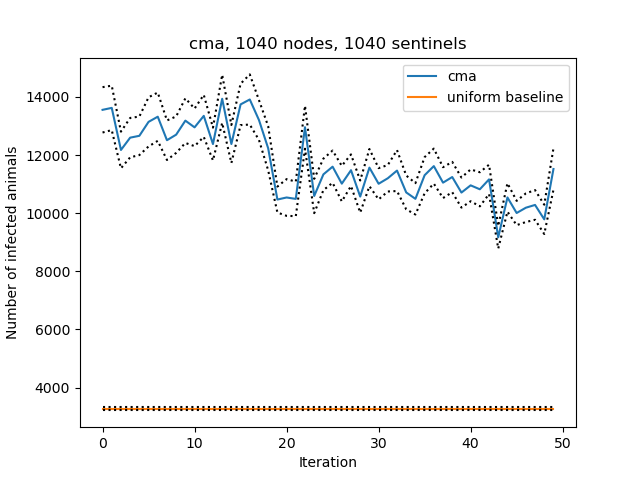 cma, 1040 nodes, 1040 sentinels
cma
uniform baseline
Number of infected animals
14000
12000
10000
8000
6000
4000
0
10
20
30
40
50
Iteration